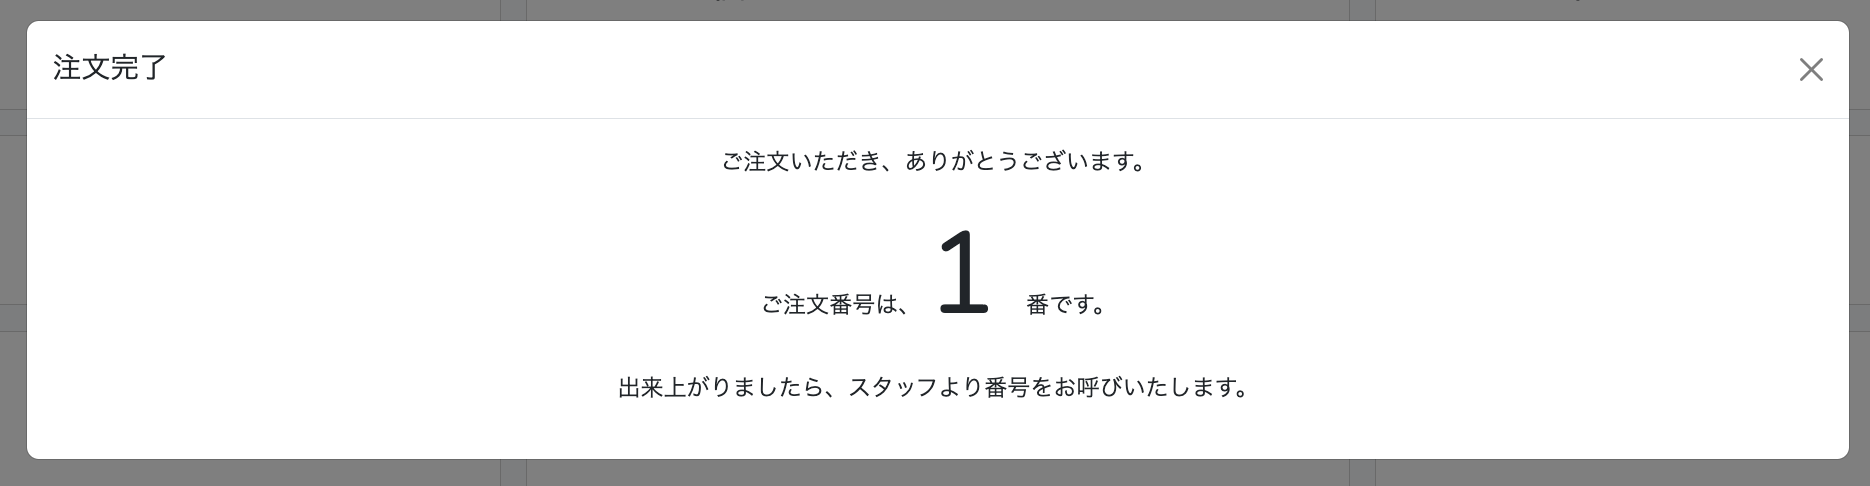 注文完了
ご注文いただき、ありがとうございます。
ご注文番号は、 1 番です。
出来上がりましたら、スタッフより番号をお呼びいたします。